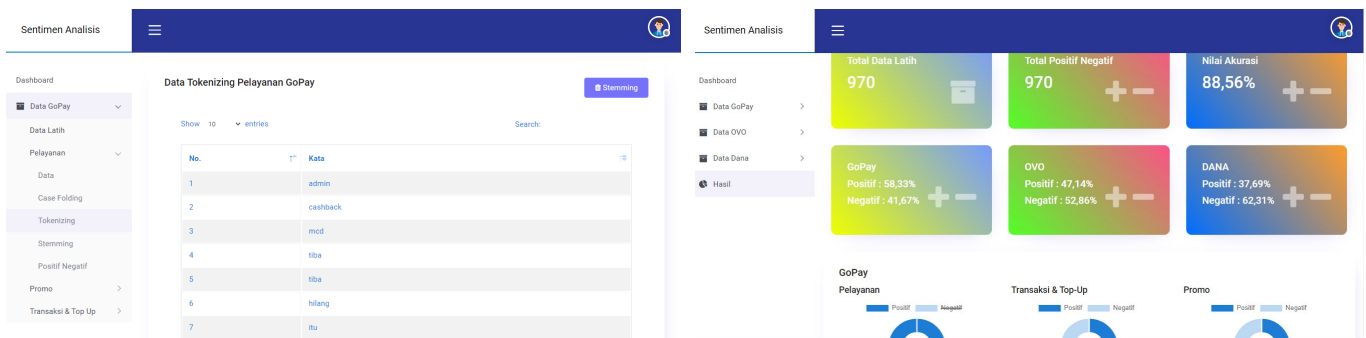 Sentimen Analisis
Dashboard
Data GoPay
Data Latih
Pelayanan
Data
Case Folding
Tokenizing
Stemming
Positif Negatif
Promo
Transaksi & Top Up
Data Tokenizing Pelayanan GoPay
Stemming
Show 10 entries
Search:
No. Kata
1 admin
2 cashback
3 mcd
4 tiba
5 tiba
6 hilang
7 itu
Sentimen Analisis
Dashboard
Data GoPay
Data OVO
Data Dana
Hasil
Total Data Latih
970
Total Positif Negatif
970
Nilai Akurasi
88,56%
GoPay
Positif : 58,33%
Negatif : 41,67%
OVO
Positif : 47,14%
Negatif : 52,86%
DANA
Positif : 37,69%
Negatif : 62,31%
GoPay
Pelayanan
Positif Negatif
Transaksi & Top-Up
Positif Negatif
Promo
Positif Negatif